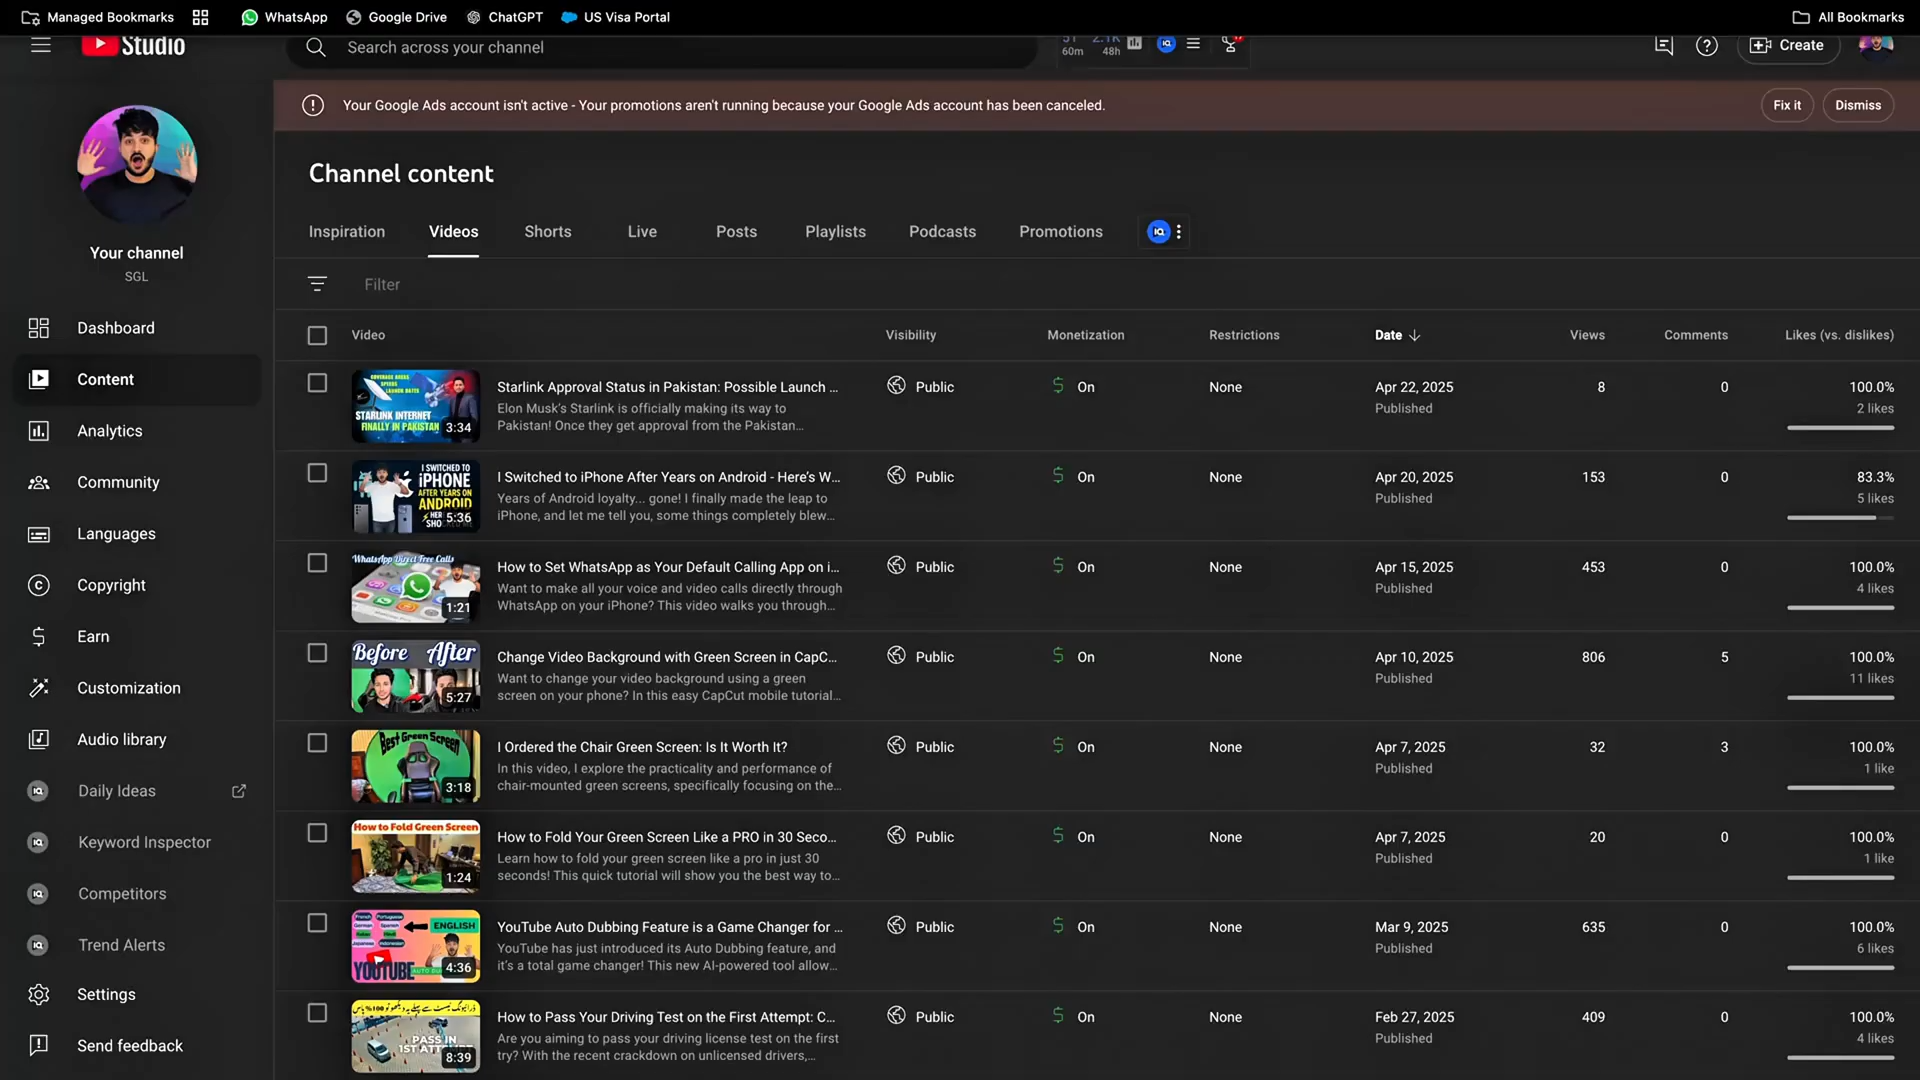 Managed Bookmarks
WhatsApp
Google Drive
ChatGPT
US Visa Portal
All Bookmarks
Studio
Search across your channel
60m
48h
Create
Your Google Ads account isn't active - Your promotions aren't running because your Google Ads account has been canceled.
Fix it
Dismiss
Your channel
SGL
Dashboard
Content
Analytics
Community
Languages
Copyright
Earn
Customization
Audio library
Daily Ideas
Keyword Inspector
Competitors
Trend Alerts
Settings
Send feedback
Channel content
Inspiration
Videos
Shorts
Live
Posts
Playlists
Podcasts
Promotions
Filter
Video
Visibility
Monetization
Restrictions
Date
Views
Comments
Likes (vs. dislikes)
STARLINK INTERNET
FINALLY IN PAKISTAN
3:34
Starlink Approval Status in Pakistan: Possible Launch ...
Elon Musk's Starlink is officially making its way to
Pakistan! Once they get approval from the Pakistan...
Public
On
None
Apr 22, 2025
Published
8
0
100.0%
2 likes
I SWITCHED TO
iPHONE
AFTER YEARS ON
ANDROID
5:36
I Switched to iPhone After Years on Android - Here's W...
Years of Android loyalty... gone! I finally made the leap to
iPhone, and let me tell you, some things completely blew...
Public
On
None
Apr 20, 2025
Published
153
0
83.3%
5 likes
WhatsApp Direct Free Calls
1:21
How to Set WhatsApp as Your Default Calling App on i...
Want to make all your voice and video calls directly through
WhatsApp on your iPhone? This video walks you through...
Public
On
None
Apr 15, 2025
Published
453
0
100.0%
4 likes
Before After
5:27
Change Video Background with Green Screen in CapC...
Want to change your video background using a green
screen on your phone? In this easy CapCut mobile tutorial...
Public
On
None
Apr 10, 2025
Published
806
5
100.0%
11 likes
Best Green Screen
3:18
I Ordered the Chair Green Screen: Is It Worth It?
In this video, I explore the practicality and performance of
chair-mounted green screens, specifically focusing on the...
Public
On
None
Apr 7, 2025
Published
32
3
100.0%
1 like
How to Fold Green Screen
1:24
How to Fold Your Green Screen Like a PRO in 30 Seco...
Learn how to fold your green screen like a pro in just 30
seconds! This quick tutorial will show you the best way to...
Public
On
None
Apr 7, 2025
Published
20
0
100.0%
1 like
ENGLISH
YOUTUBE
4:36
YouTube Auto Dubbing Feature is a Game Changer for ...
YouTube has just introduced its Auto Dubbing feature, and
it's a total game changer! This new AI-powered tool allow...
Public
On
None
Mar 9, 2025
Published
635
0
100.0%
6 likes
PASS IN
1ST ATTEMPT
8:39
How to Pass Your Driving Test on the First Attempt: C...
Are you aiming to pass your driving license test on the first
try? With the recent crackdown on unlicensed drivers,...
Public
On
None
Feb 27, 2025
Published
409
0
100.0%
4 likes